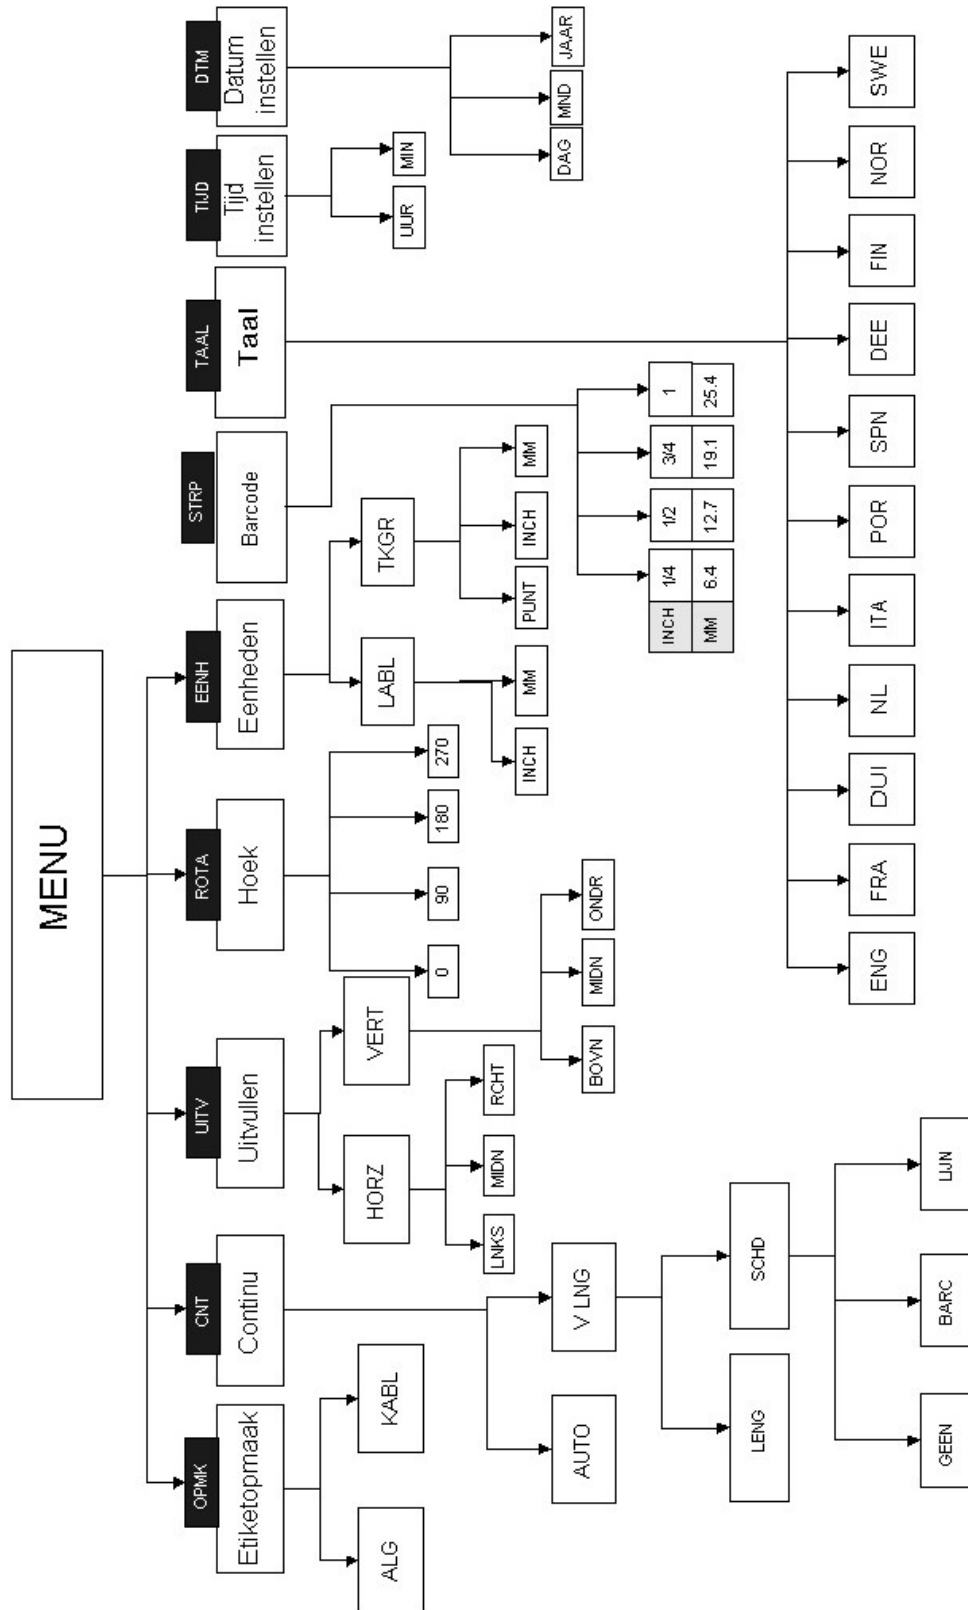 MENU
OPMK
Etiketopmaak
ALG
KABL
CNT
Continu
AUTO
V LNG
LENG
SCHD
GEEN
BARC
LIJN
UITV
Uitvullen
HORZ
VERT
LNKS
MIDN
RCHT
BOVN
MIDN
ONDR
ROTA
Hoek
0
90
180
270
EENH
Eenheden
LABL
TKGR
INCH
MM
PUNT
INCH
MM
STRP
Barcode
INCH 1/4 1/2 3/4 1
MM 6.4 12.7 19.1 25.4
TAAL
Taal
ENG
FRA
DUI
NL
ITA
POR
SPN
DEE
FIN
NOR
SWE
TIJD
Tijd
instellen
UUR
MIN
DTM
Datum
instellen
DAG
MND
JAAR